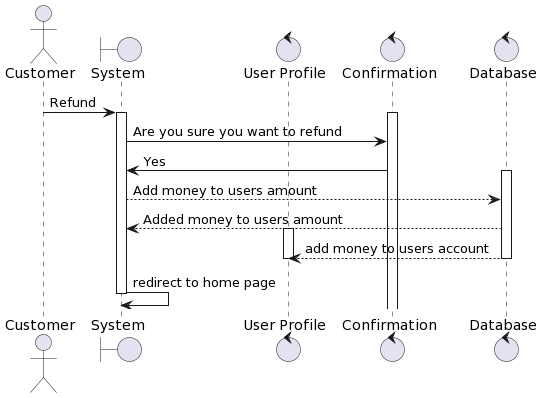 Customer System User Profile Confirmation Database
Refund
Are you sure you want to refund
Yes
Add money to users amount
Added money to users amount
add money to users account
redirect to home page
Customer System User Profile Confirmation Database